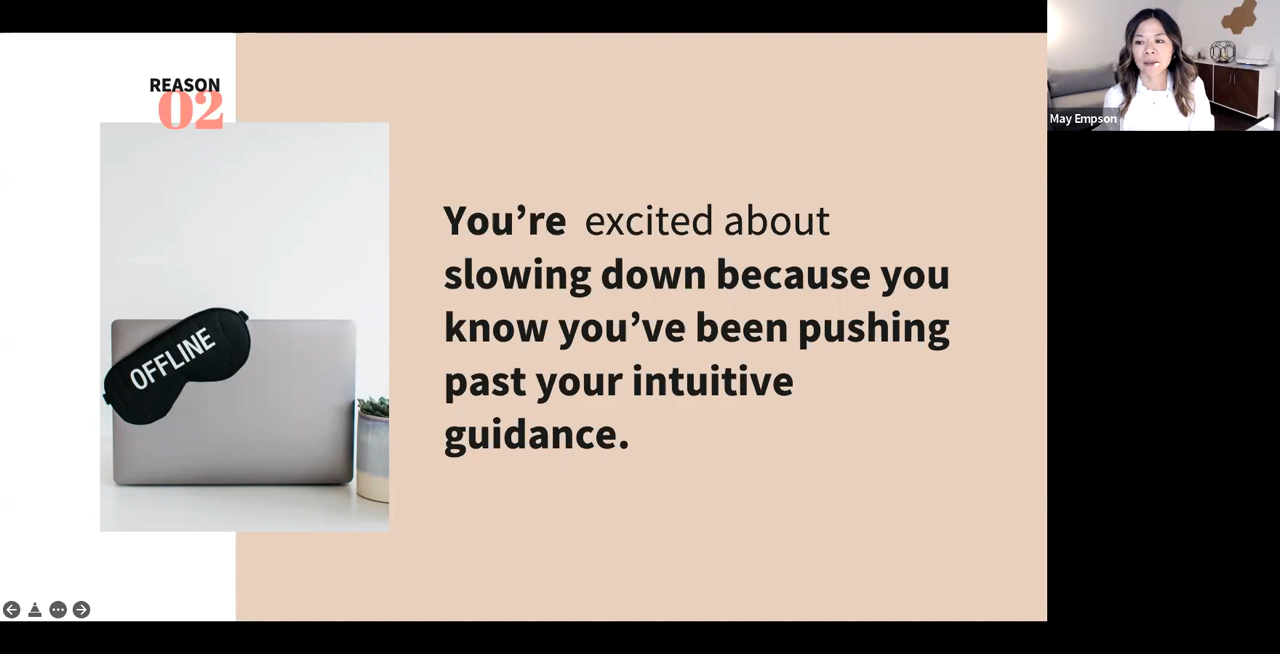 REASON
02
OFFLINE
You’re excited about
slowing down because you
know you’ve been pushing
past your intuitive
guidance.
May Empson